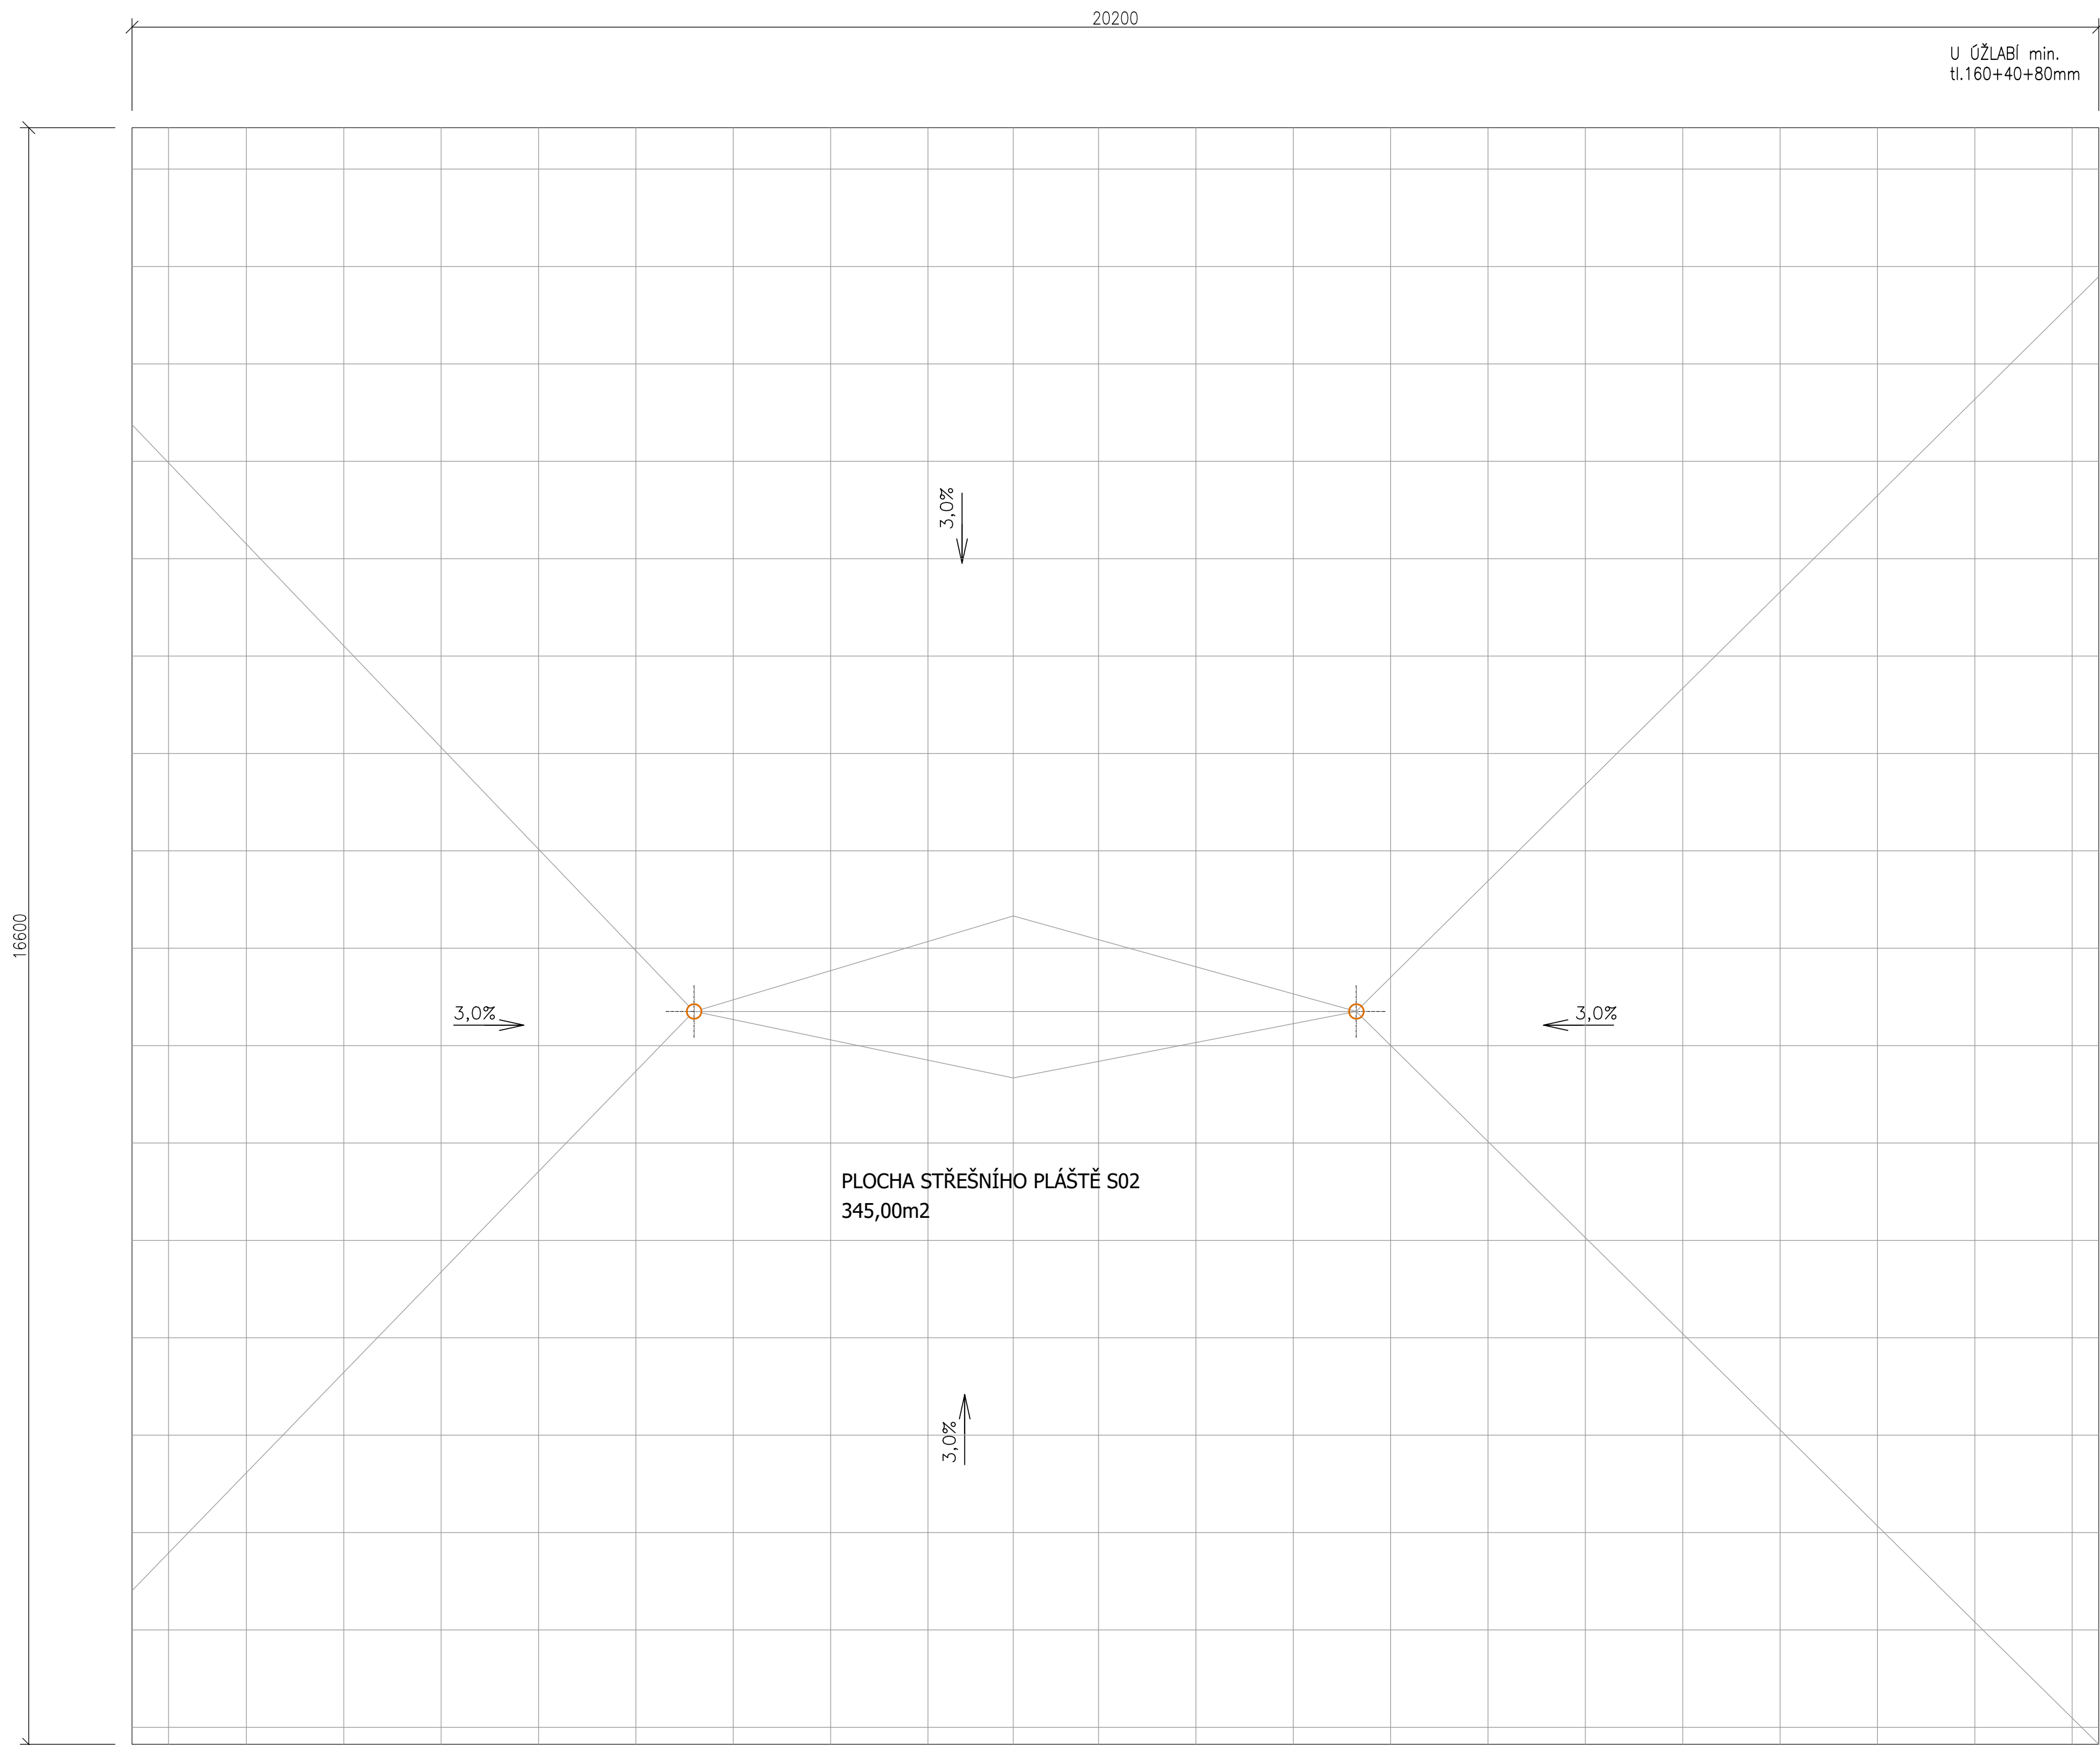 20200
U ÚŽLABÍ min.
tl.160+40+80mm
3,0%
16600
3,0%
3,0%
PLOCHA STŘEŠNÍHO PLÁŠTĚ S02
345,00m2
3,0%